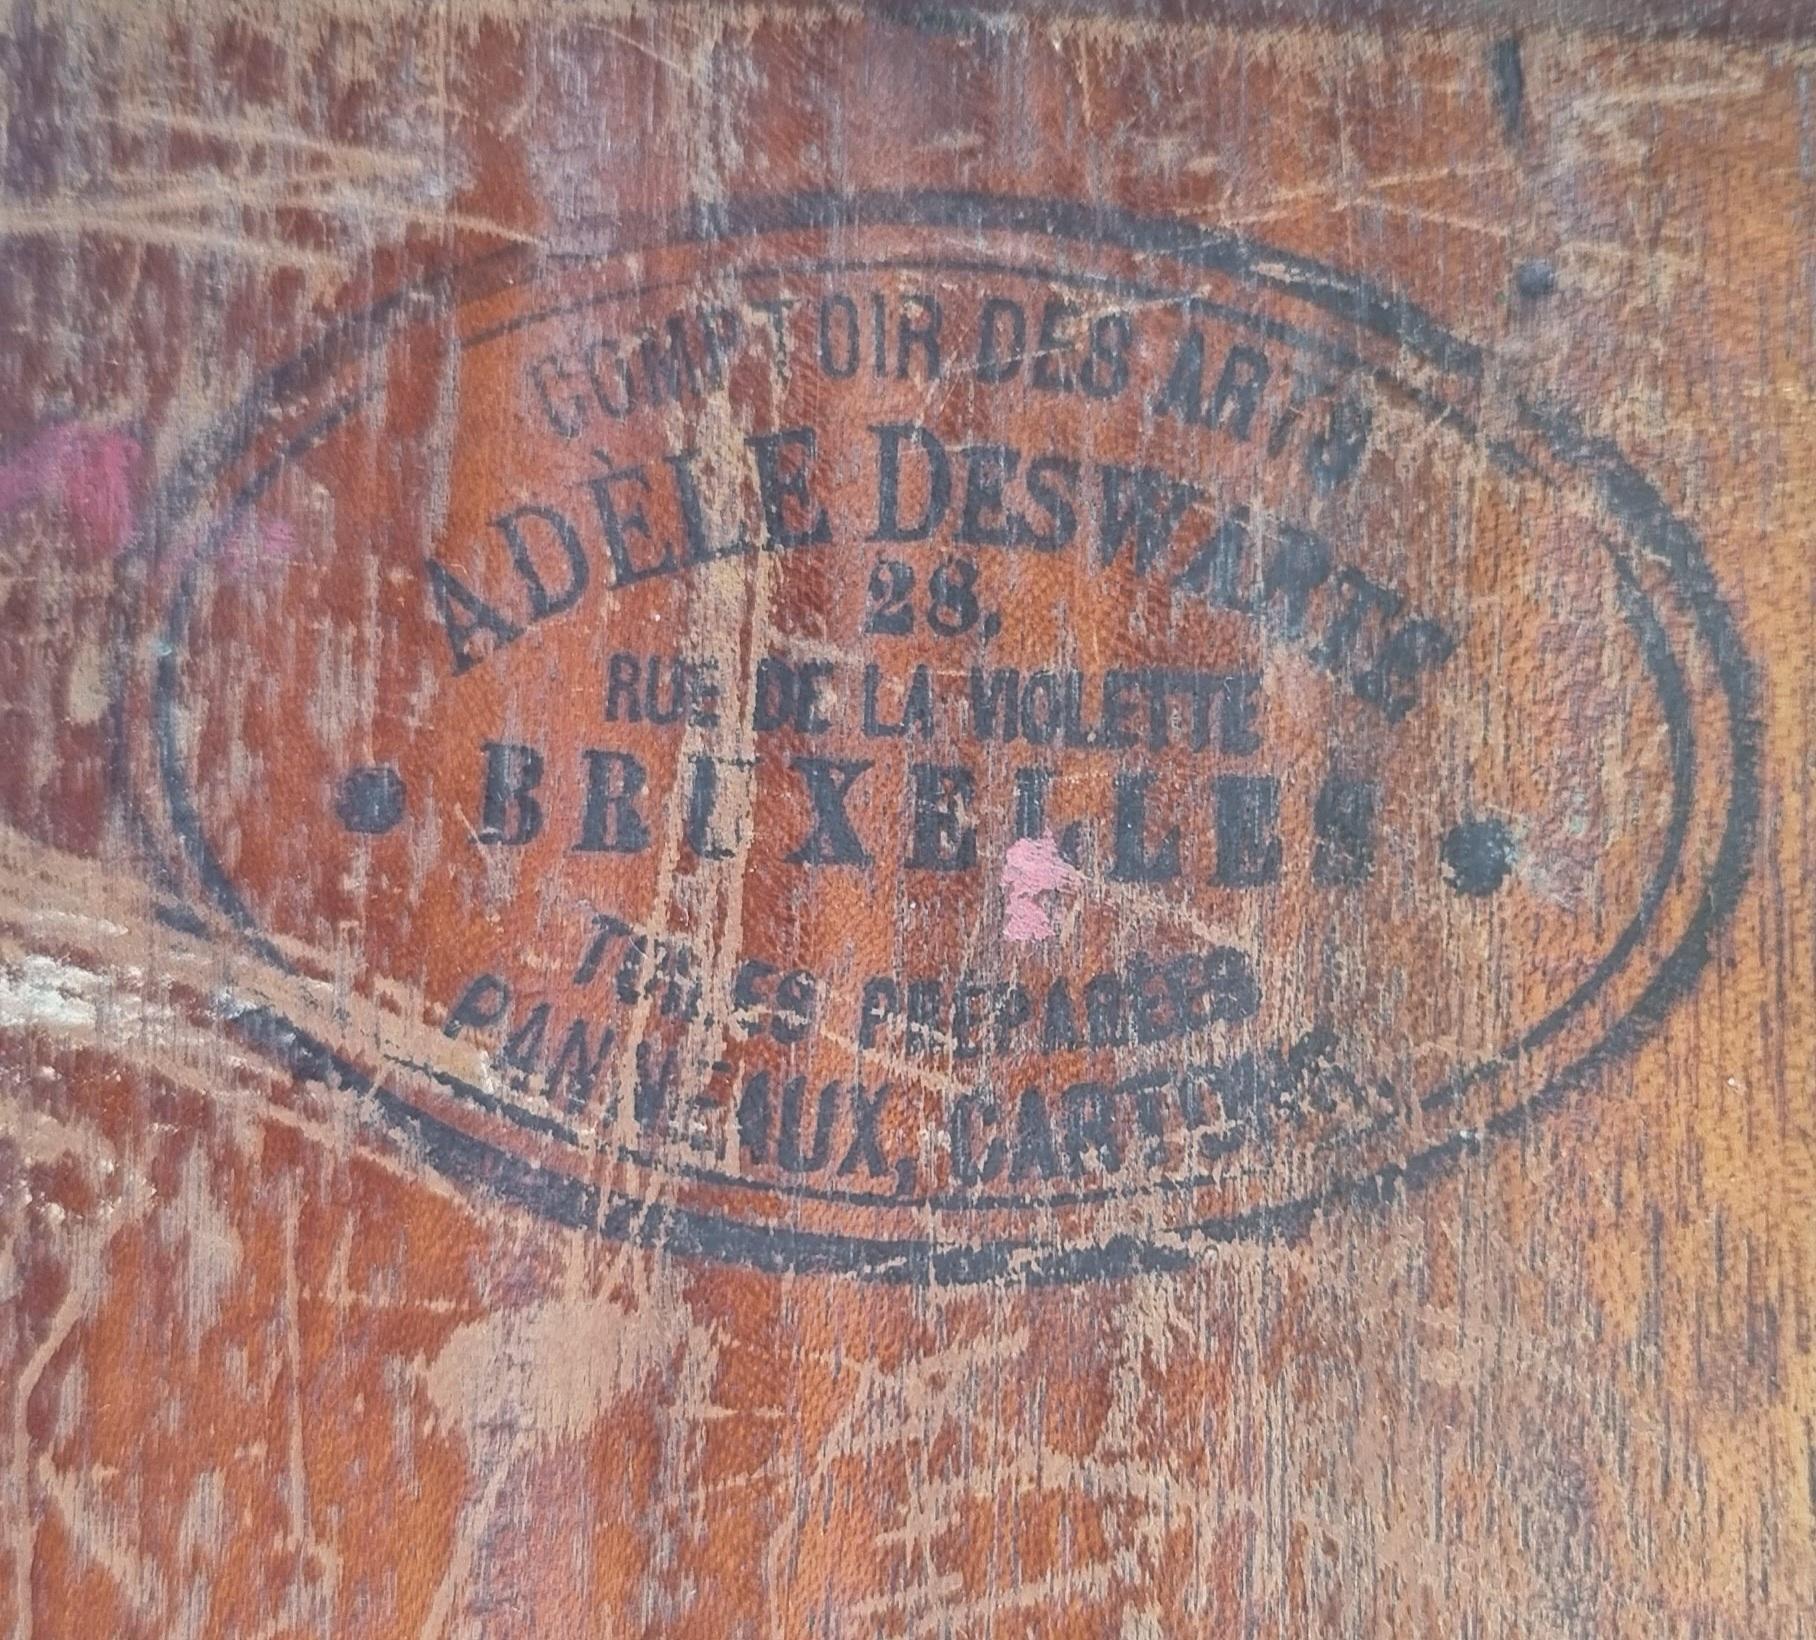 COMPTOIR DES ARTS
ADÈLE DESWARTE
28,
RUE DE LA VIOLETTE
BRUXELLES
TOILES PRÉPARÉES
PANNEAUX, CARTONS